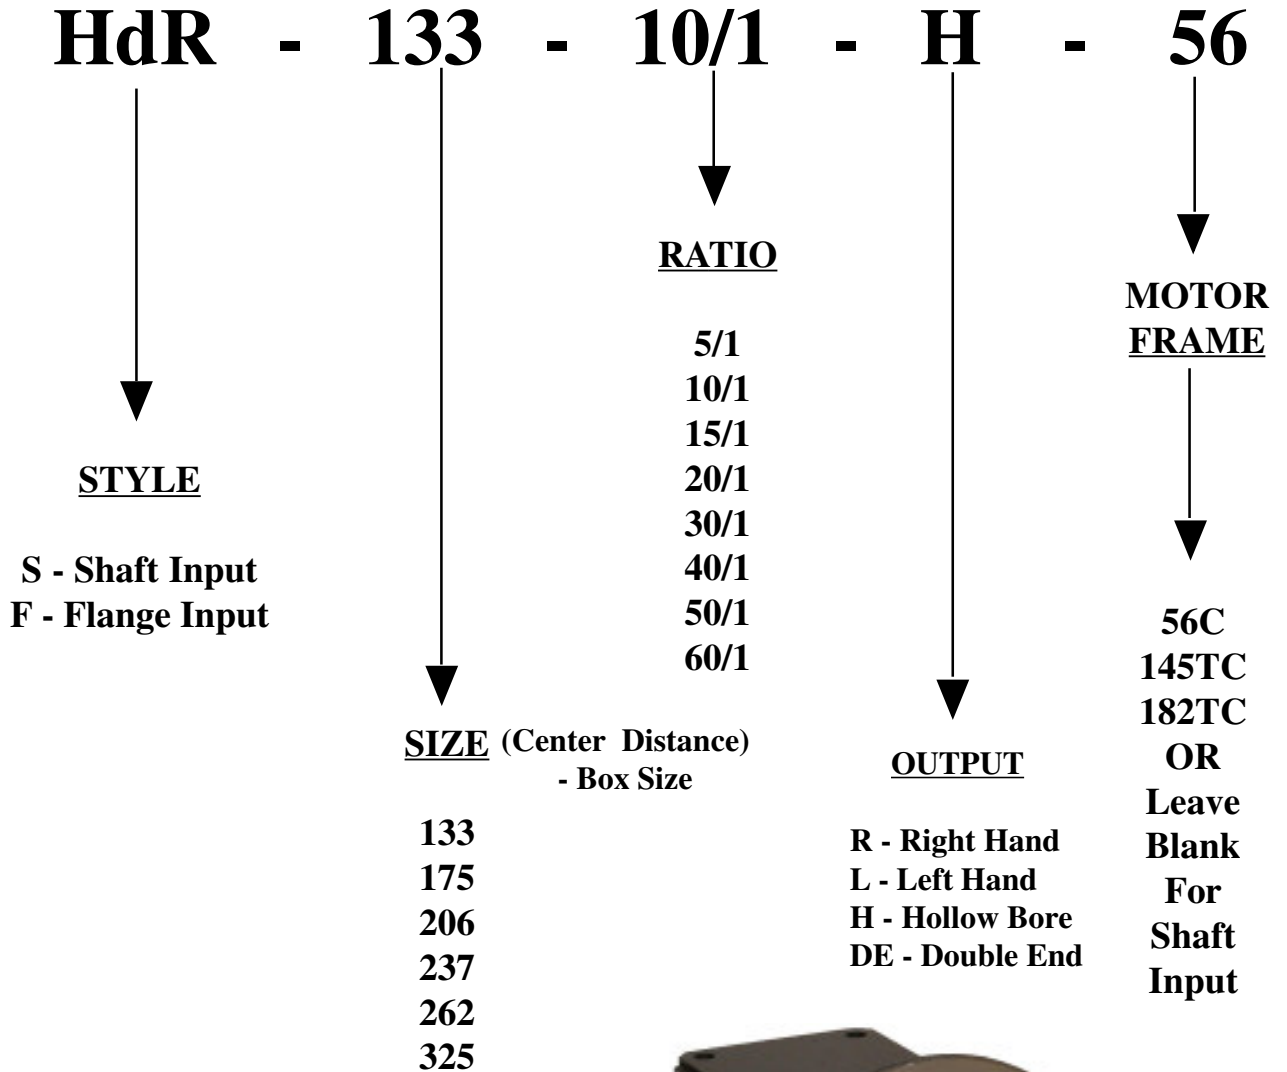 HdR - 133 - 10/1 - H - 56
STYLE
S - Shaft Input
F - Flange Input
SIZE (Center Distance)
- Box Size
133
175
206
237
262
325
RATIO
5/1
10/1
15/1
20/1
30/1
40/1
50/1
60/1
OUTPUT
R - Right Hand
L - Left Hand
H - Hollow Bore
DE - Double End
MOTOR
FRAME
56C
145TC
182TC
OR
Leave
Blank
For
Shaft
Input